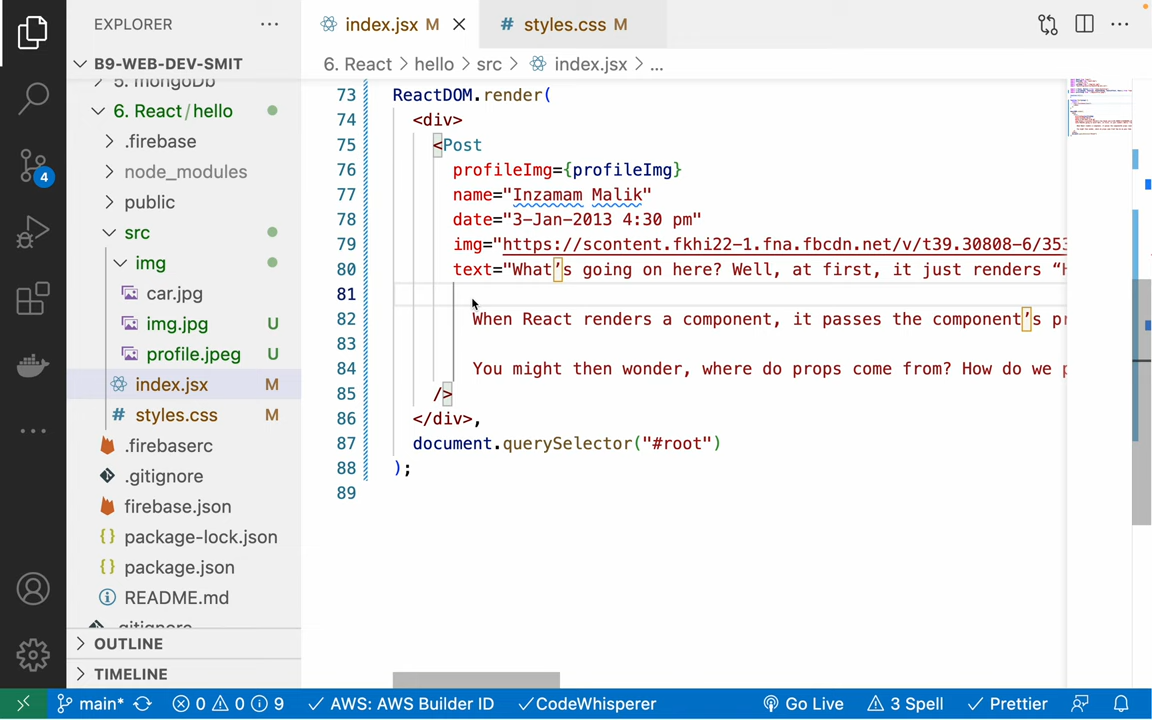 EXPLORER
index.jsx M
# styles.css M
B9-WEB-DEV-SMIT
6. React > hello > src > index.jsx > ...
5. mongoDb
6. React/hello
.firebase
node_modules
public
src
img
car.jpg
img.jpg U
profile.jpeg U
index.jsx M
# styles.css M
.firebaserc
.gitignore
firebase.json
{} package-lock.json
{} package.json
README.md
.gitignore
OUTLINE
TIMELINE
4
73 ReactDOM.render(
74 <div>
75 <Post
76 profileImg={profileImg}
77 name="Inzamam Malik"
78 date="3-Jan-2013 4:30 pm"
79 img="https://scontent.fkhi22-1.fna.fbcdn.net/v/t39.30808-6/353
80 text="What’s going on here? Well, at first, it just renders “H
81
82 When React renders a component, it passes the component’s pr
83
84 You might then wonder, where do props come from? How do we p
85 />
86 </div>,
87 document.querySelector("#root")
88 );
89
main* 0 0 9 AWS: AWS Builder ID CodeWhisperer Go Live 3 Spell Prettier